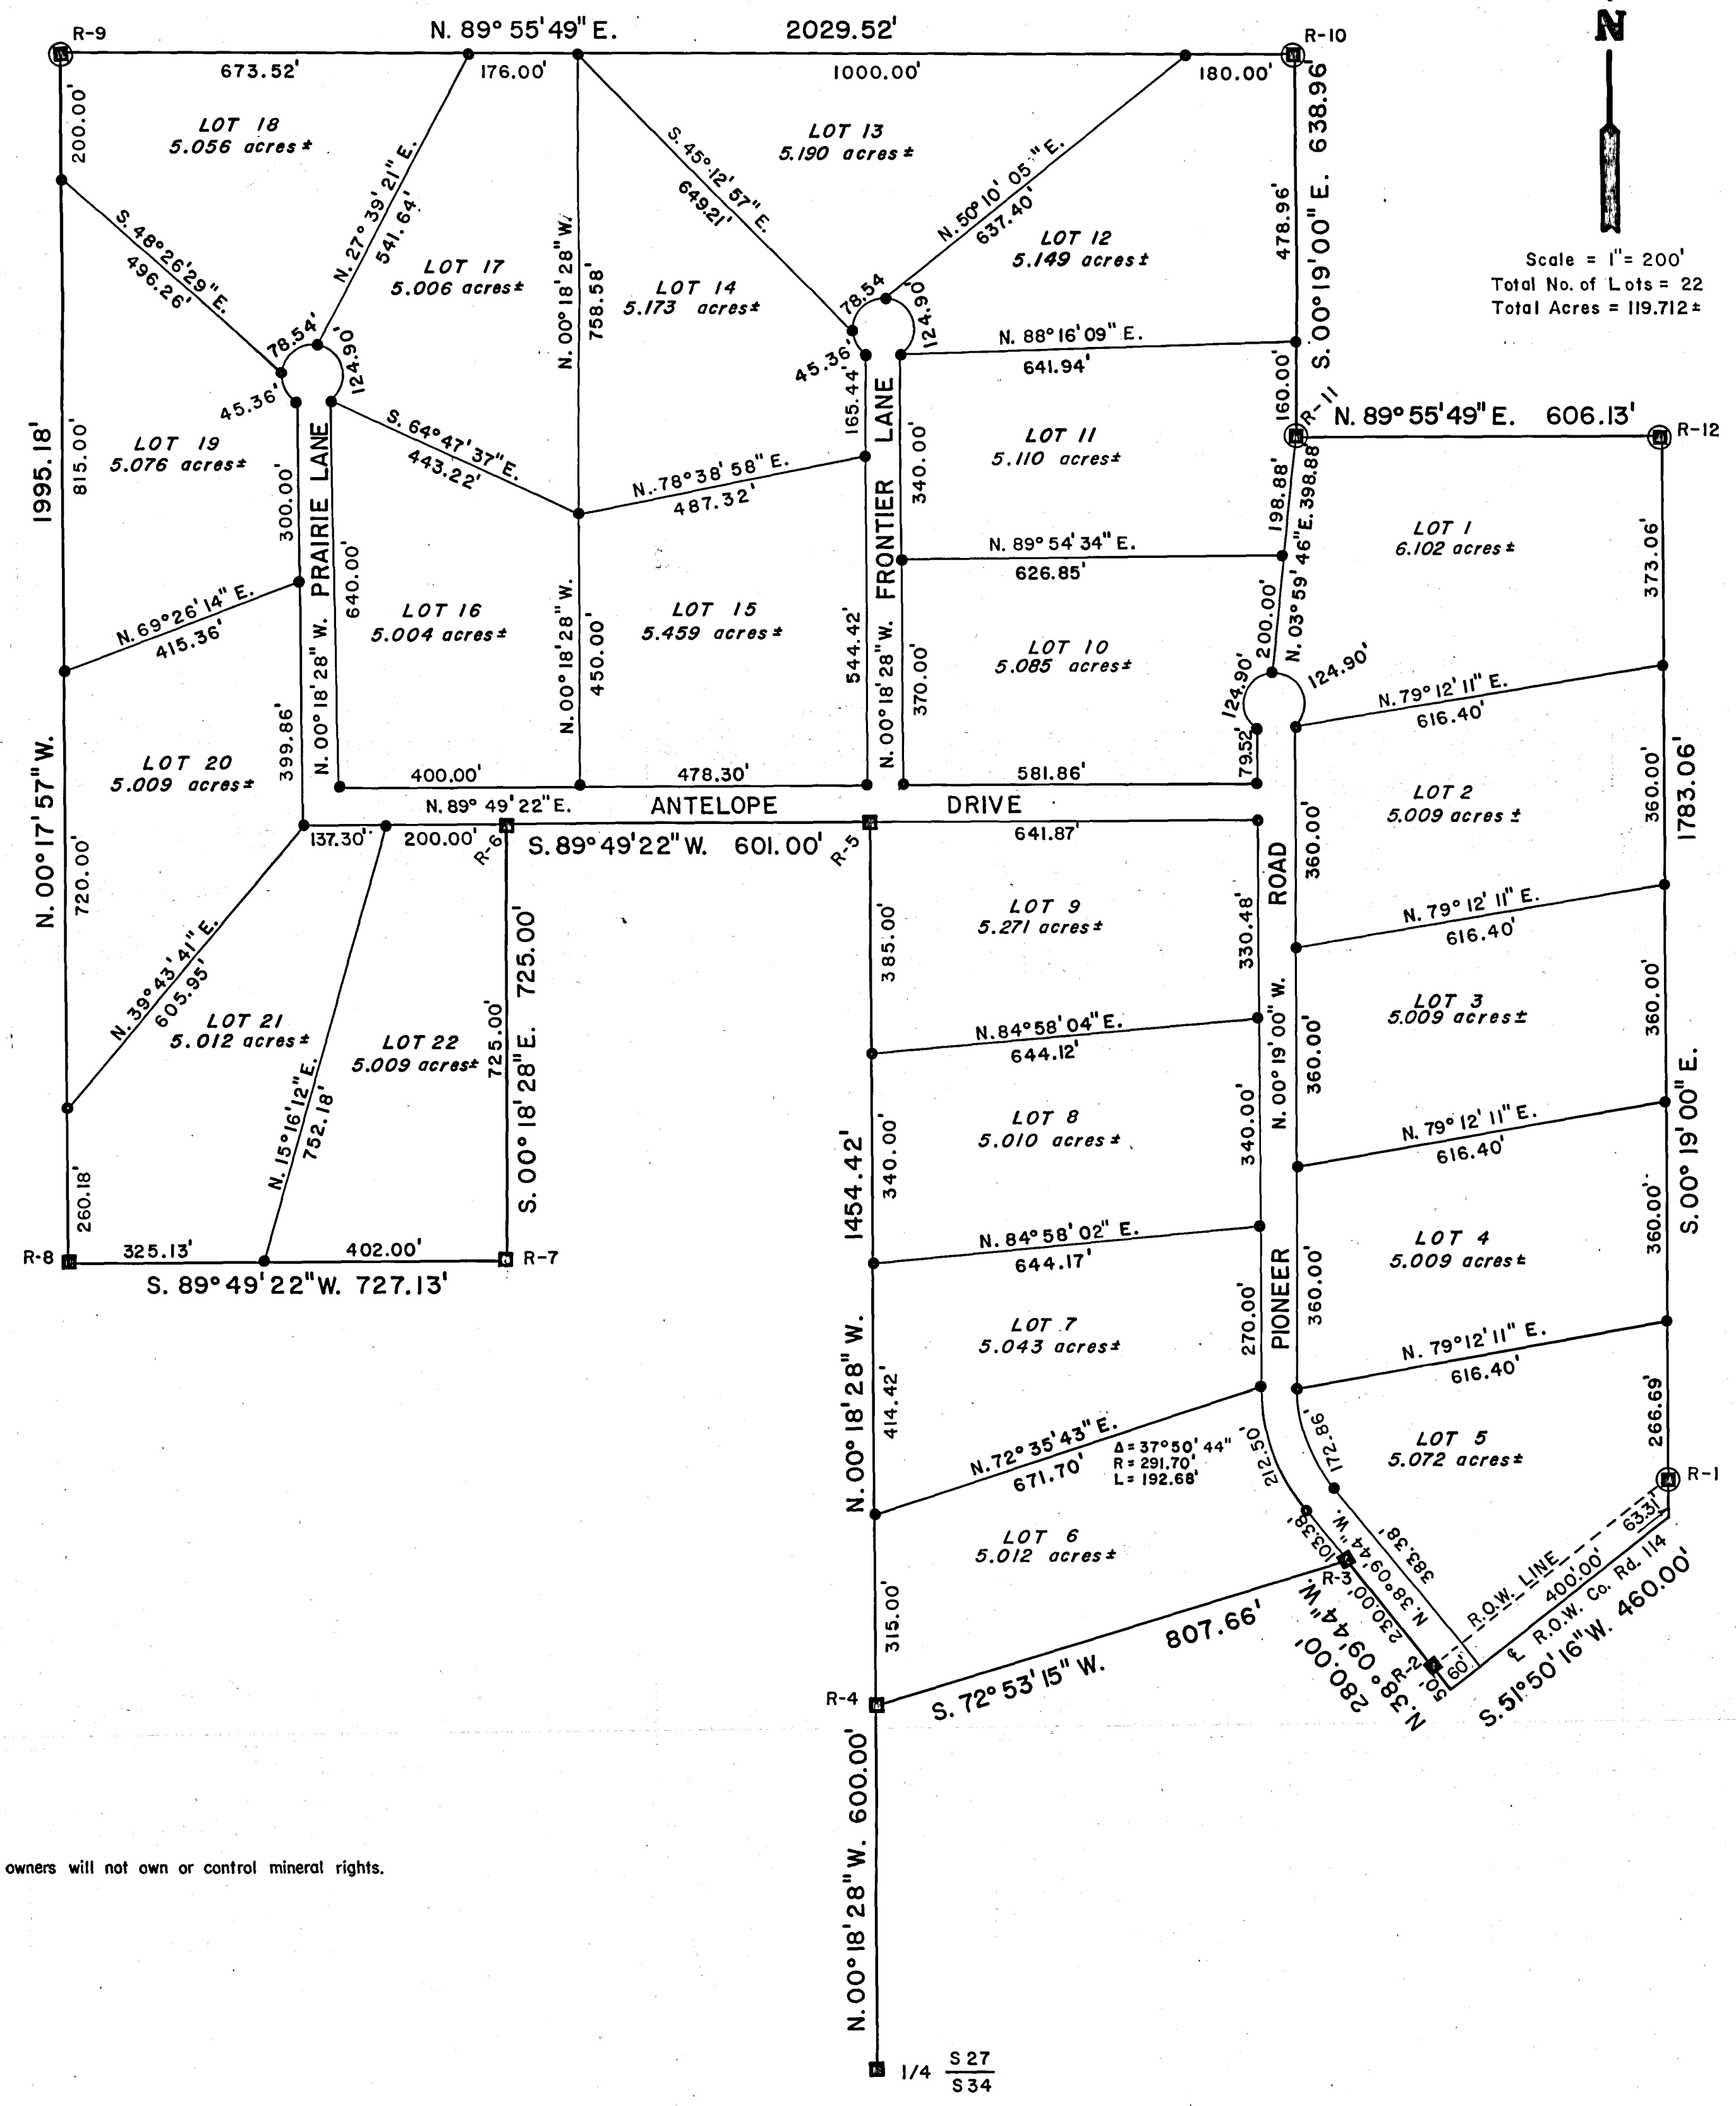 R-9
N. 89° 55' 49" E. 2029.52'
R-10
N
673.52'
176.00'
1000.00'
180.00'
200.00'
LOT 18
5.056 acres±
N. 27° 39' 21" E.
541.64'
S. 45° 12' 57" E.
649.21'
LOT 13
5.190 acres±
N. 50° 10' 05" E.
637.40'
478.96'
S. 00° 19' 00" E. 638.96'
Scale = 1" = 200'
Total No. of Lots = 22
Total Acres = 119.712±
S. 48° 26' 29" E.
496.26'
LOT 17
5.006 acres±
N. 00° 18' 28" W.
758.58'
LOT 14
5.173 acres±
LOT 12
5.149 acres±
78.54'
124.90'
45.36'
78.54
124.90'
45.36'
N. 88° 16' 09" E.
641.94'
160.00'
R-11
N. 89° 55' 49" E. 606.13'
R-12
1995.18'
815.00'
LOT 19
5.076 acres±
300.00'
PRAIRIE LANE
S. 64° 47' 37" E.
443.22'
165.44'
N. 78° 38' 58" E.
487.32'
FRONTIER LANE
340.00'
LOT 11
5.110 acres±
198.88'
N. 03° 59' 46" E. 398.88'
LOT 1
6.102 acres±
373.06'
N. 89° 54' 34" E.
626.85'
N. 69° 26' 14" E.
415.36'
640.00'
LOT 16
5.004 acres±
N. 00° 18' 28" W.
450.00'
LOT 15
5.459 acres±
544.42'
N. 00° 18' 28" W.
370.00'
LOT 10
5.085 acres±
200.00'
124.90'
124.90'
79.52'
N. 79° 12' 11" E.
616.40'
N. 00° 17' 57" W.
720.00'
LOT 20
5.009 acres±
399.86'
N. 00° 18' 28" W.
400.00'
478.30'
581.86'
N. 89° 49' 22" E.
ANTELOPE DRIVE
137.30'
200.00'
R-6
S. 89° 49' 22" W. 601.00'
R-5
641.87'
ROAD
360.00'
LOT 2
5.009 acres±
360.00'
1783.06'
N. 39° 43' 41" E.
605.95'
LOT 21
5.012 acres±
N. 15° 16' 12" E.
752.18'
LOT 22
5.009 acres±
725.00'
S. 00° 18' 28" E. 725.00'
385.00'
LOT 9
5.271 acres±
330.48'
N. 79° 12' 11" E.
616.40'
N. 84° 58' 04" E.
644.12'
N. 00° 19' 00" W.
360.00'
LOT 3
5.009 acres±
360.00'
260.18'
1454.42'
340.00'
LOT 8
5.010 acres±
340.00'
N. 79° 12' 11" E.
616.40'
S. 00° 19' 00" E.
R-8
325.13'
402.00'
R-7
S. 89° 49' 22" W. 727.13'
N. 84° 58' 02" E.
644.17'
PIONEER
360.00'
LOT 4
5.009 acres±
360.00'
N. 00° 18' 28" W.
414.42'
LOT 7
5.043 acres±
270.00'
N. 79° 12' 11" E.
616.40'
N. 72° 35' 43" E.
671.70'
Δ = 37° 50' 44"
R = 291.70'
L = 192.68'
212.50'
172.86'
LOT 5
5.072 acres±
266.69'
R-1
LOT 6
5.012 acres±
315.00'
103.38'
N. 38° 09' 44" W.
383.38'
R-3
230.00'
N. 38° 09' 44" W.
280.00'
R-2
50'
60'
R.O.W. LINE
400.00'
63.31'
℄ R.O.W. Co. Rd. 114
S. 51° 50' 16" W. 460.00'
R-4
S. 72° 53' 15" W. 807.66'
N. 00° 18' 28" W. 600.00'
owners will not own or control mineral rights.
1/4 S 27
S 34